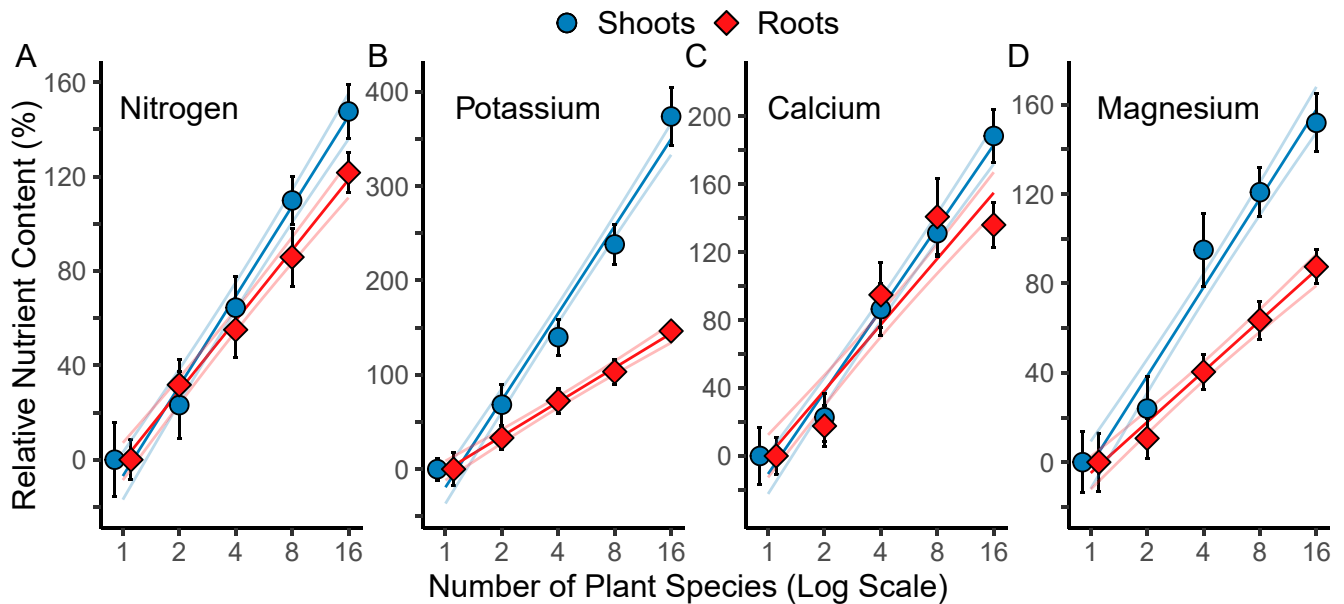 Shoots Roots
A B C D
Relative Nutrient Content (%)
Nitrogen
160
120
80
40
0
1 2 4 8 16
Potassium
400
300
200
100
0
1 2 4 8 16
Calcium
200
160
120
80
40
0
1 2 4 8 16
Magnesium
160
120
80
40
0
1 2 4 8 16
Number of Plant Species (Log Scale)